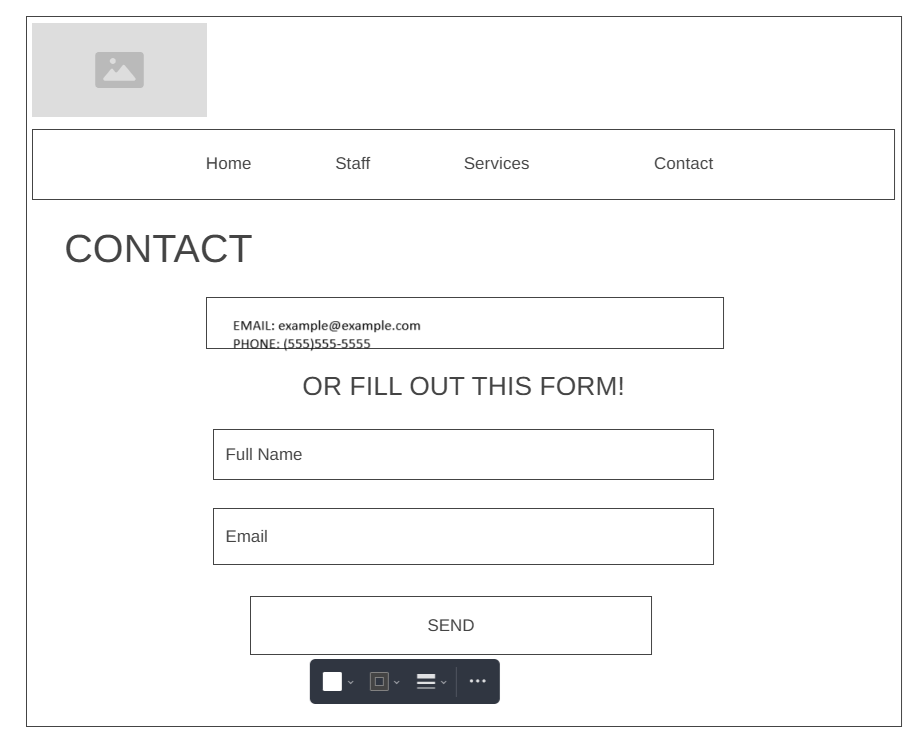 Home Staff Services Contact
CONTACT
EMAIL: example@example.com
PHONE: (555)555-5555
OR FILL OUT THIS FORM!
Full Name
Email
SEND